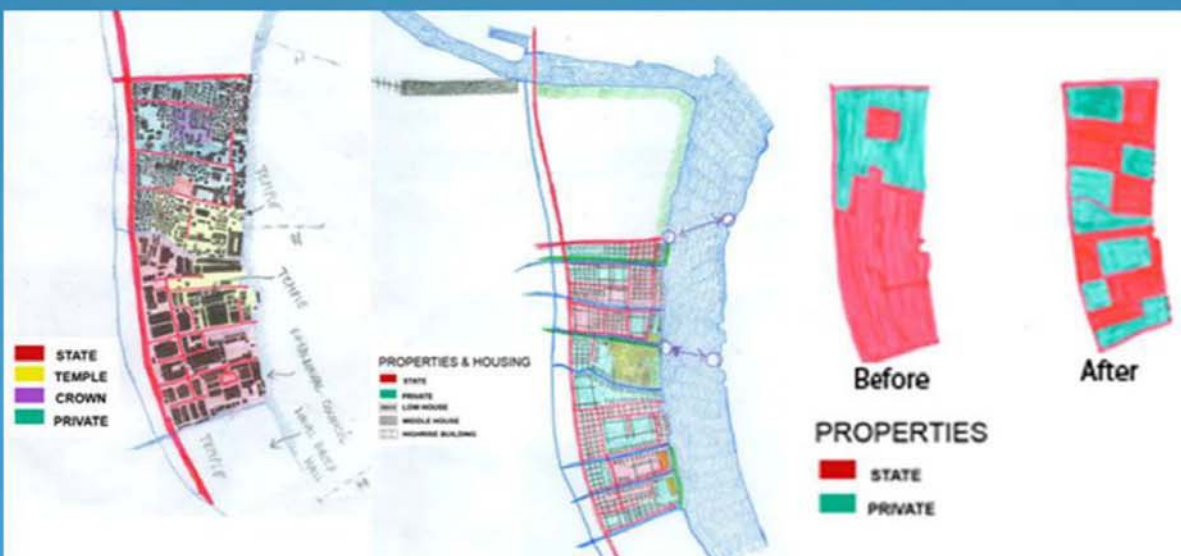 TEMPLE
TEMPLE
TEMPLE
STATE
TEMPLE
CROWN
PRIVATE
PROPERTIES & HOUSING
STATE
PRIVATE
LOW HOUSE
MIDDLE HOUSE
HIGHRISE BUILDING
Before
After
PROPERTIES
STATE
PRIVATE